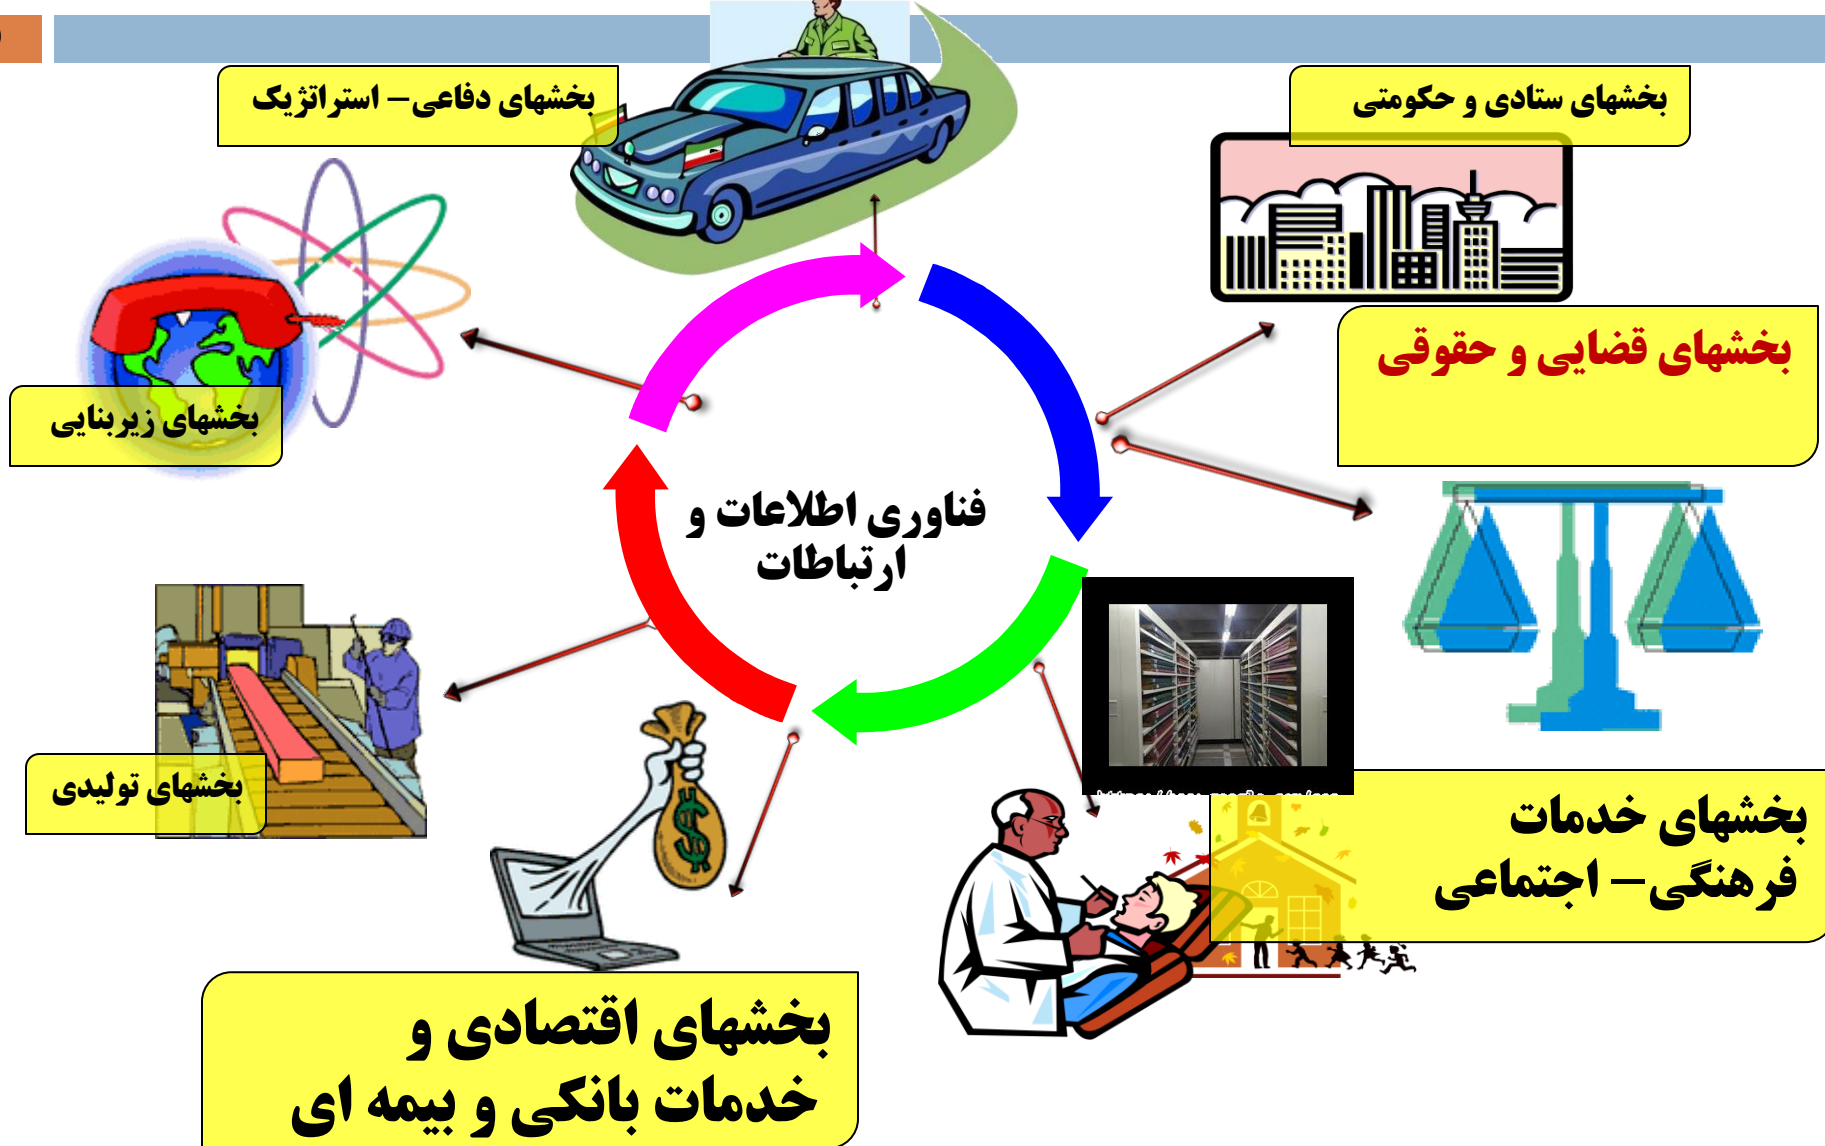 بخشهای ستادی و حکومتی
بخشهای دفاعی– استراتژیک
بخشهای قضایی و حقوقی
بخشهای زیربنایی
فناوری اطلاعات و
ارتباطات
بخشهای تولیدی
بخشهای خدمات
فرهنگی– اجتماعی
بخشهای اقتصادی و
خدمات بانکی و بیمه ای